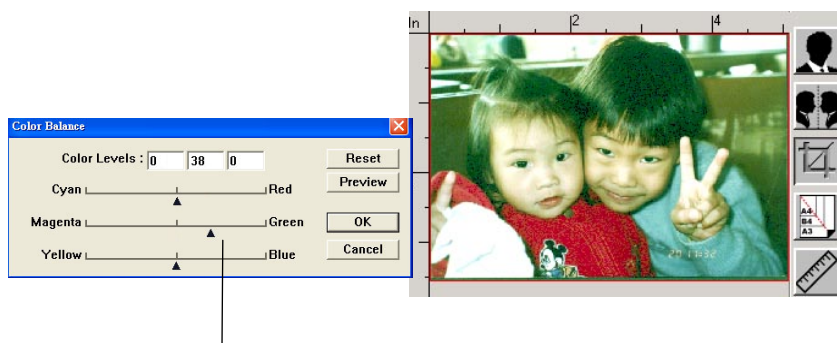 Color Balance
Color Levels : 0 38 0
Reset
Cyan Red
Preview
Magenta Green
OK
Yellow Blue
Cancel
In 2 4
A4
B4
A3